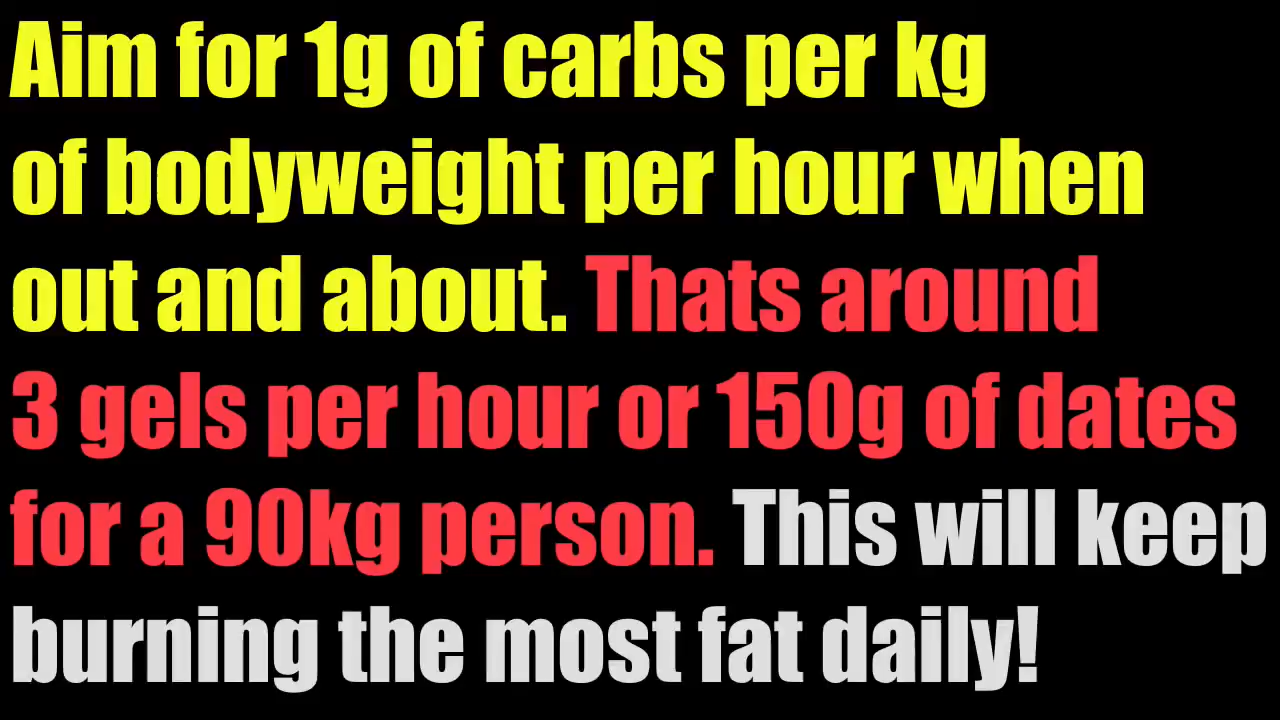 Aim for 1g of carbs per kg
of bodyweight per hour when
out and about. Thats around
3 gels per hour or 150g of dates
for a 90kg person. This will keep
burning the most fat daily!